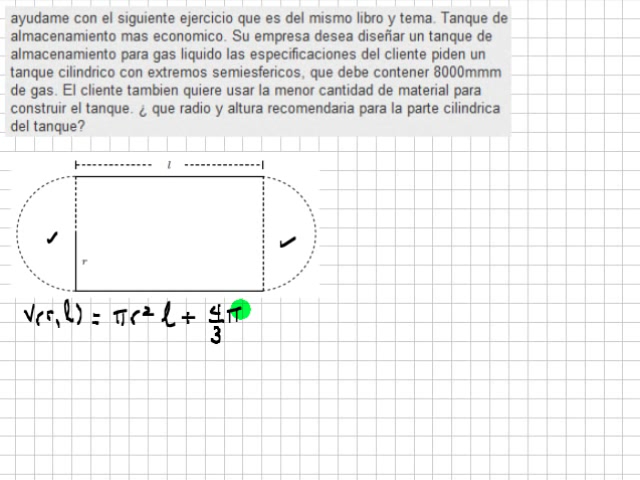 ayudame con el siguiente ejercicio que es del mismo libro y tema. Tanque de
almacenamiento mas economico. Su empresa desea diseñar un tanque de
almacenamiento para gas liquido las especificaciones del cliente piden un
tanque cilindrico con extremos semiesfericos, que debe contener 8000mmm
de gas. El cliente tambien quiere usar la menor cantidad de material para
construir el tanque. ¿ que radio y altura recomendaria para la parte cilindrica
del tanque?
l
r
V(r,l) = πr² l + 4/3 π